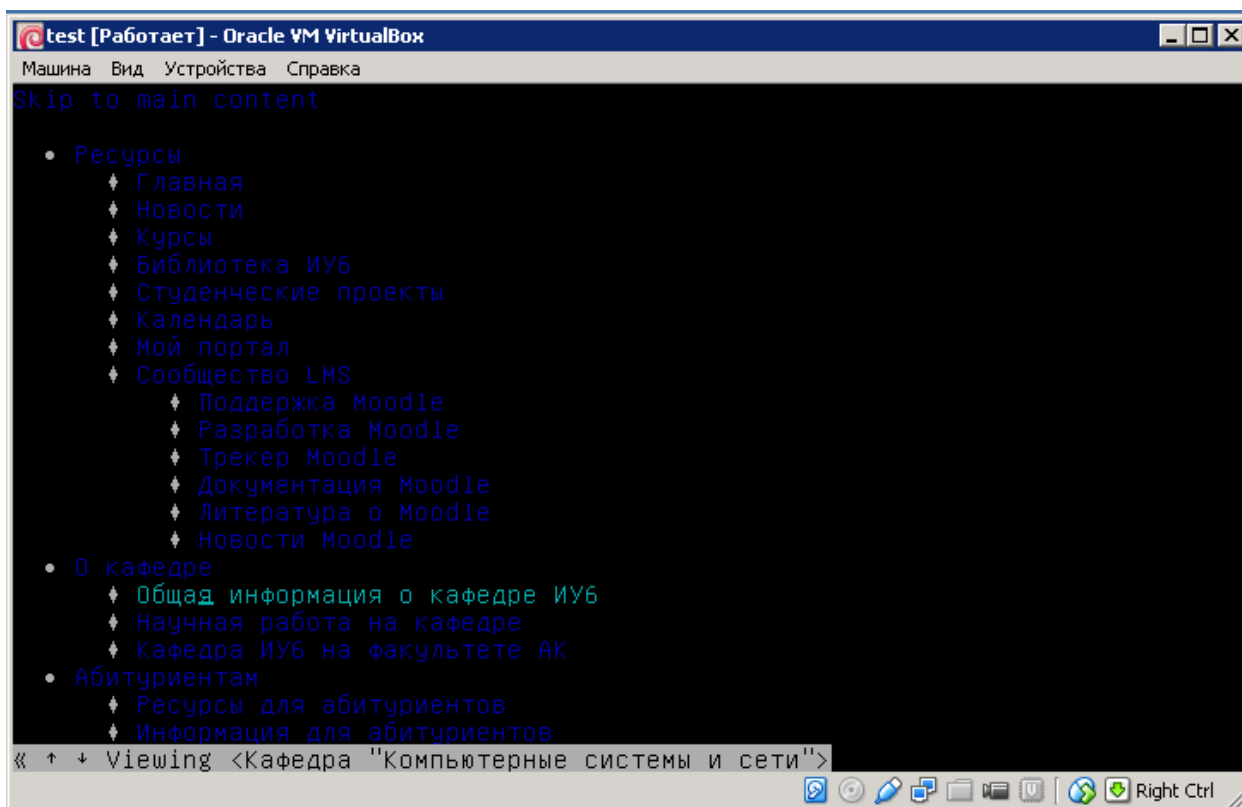 test [Работает] - Oracle VM VirtualBox
Машина Вид Устройства Справка
Skip to main content
• Ресурсы
♦ Главная
♦ Новости
♦ Курсы
♦ Библиотека ИУ6
♦ Студенческие проекты
♦ Календарь
♦ Мой портал
♦ Сообщество LMS
♦ Поддержка Moodle
♦ Разработка Moodle
♦ Трекер Moodle
♦ Документация Moodle
♦ Литература о Moodle
♦ Новости Moodle
• О кафедре
♦ Общая информация о кафедре ИУ6
♦ Научная работа на кафедре
♦ Кафедра ИУ6 на факультете АК
• Абитуриентам
♦ Ресурсы для абитуриентов
♦ Информация для абитуриентов
« ↑ ↓ Viewing <Кафедра "Компьютерные системы и сети">
Right Ctrl